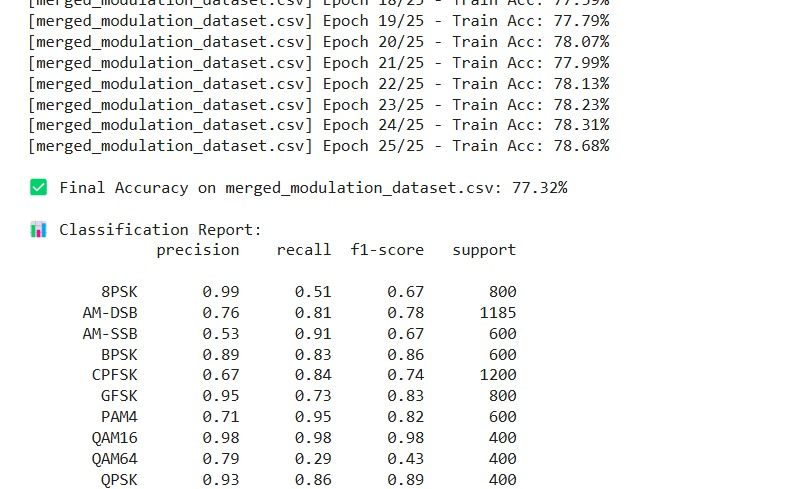 [merged_modulation_dataset.csv] Epoch 18/25 - Train Acc: 77.59%
[merged_modulation_dataset.csv] Epoch 19/25 - Train Acc: 77.79%
[merged_modulation_dataset.csv] Epoch 20/25 - Train Acc: 78.07%
[merged_modulation_dataset.csv] Epoch 21/25 - Train Acc: 77.99%
[merged_modulation_dataset.csv] Epoch 22/25 - Train Acc: 78.13%
[merged_modulation_dataset.csv] Epoch 23/25 - Train Acc: 78.23%
[merged_modulation_dataset.csv] Epoch 24/25 - Train Acc: 78.31%
[merged_modulation_dataset.csv] Epoch 25/25 - Train Acc: 78.68%
✅ Final Accuracy on merged_modulation_dataset.csv: 77.32%
📊 Classification Report:
precision recall f1-score support
8PSK 0.99 0.51 0.67 800
AM-DSB 0.76 0.81 0.78 1185
AM-SSB 0.53 0.91 0.67 600
BPSK 0.89 0.83 0.86 600
CPFSK 0.67 0.84 0.74 1200
GFSK 0.95 0.73 0.83 800
PAM4 0.71 0.95 0.82 600
QAM16 0.98 0.98 0.98 400
QAM64 0.79 0.29 0.43 400
QPSK 0.93 0.86 0.89 400